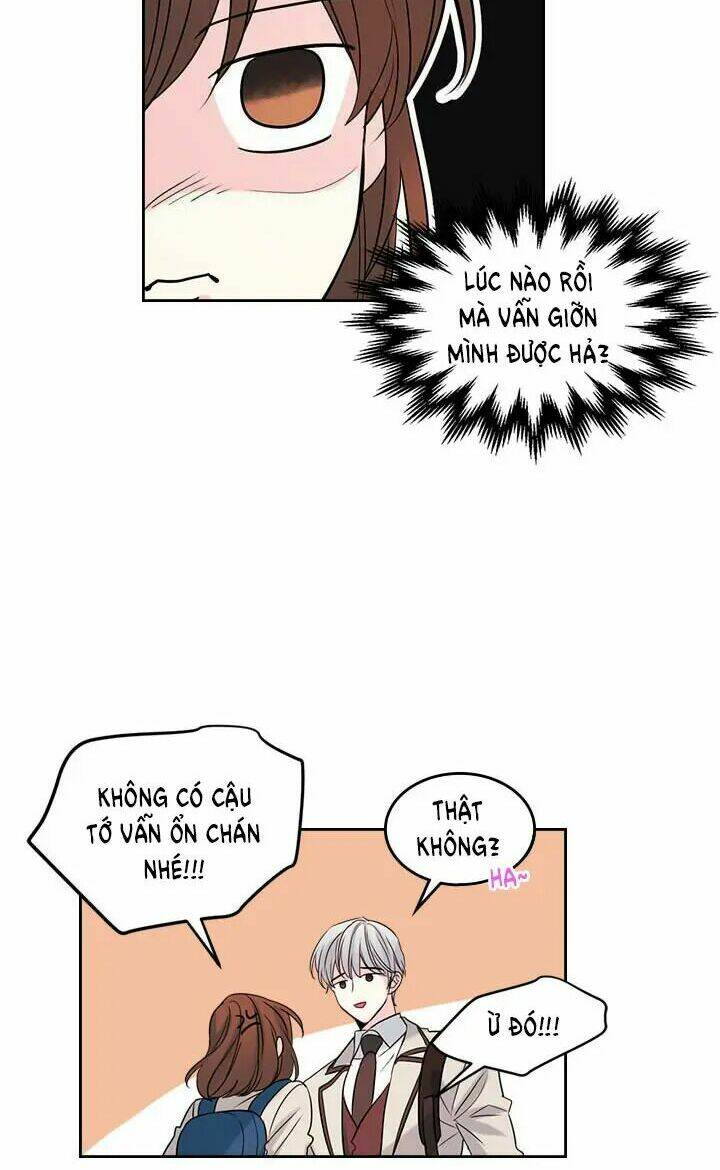 LÚC NÀO RỒI
MÀ VẪN GIỠN
MÌNH ĐƯỢC HẢ?
KHÔNG CÓ CẬU
TỚ VẪN ỔN CHÁN
NHÉ!!!
THẬT
KHÔNG?
HA~
Ừ ĐÓ!!!